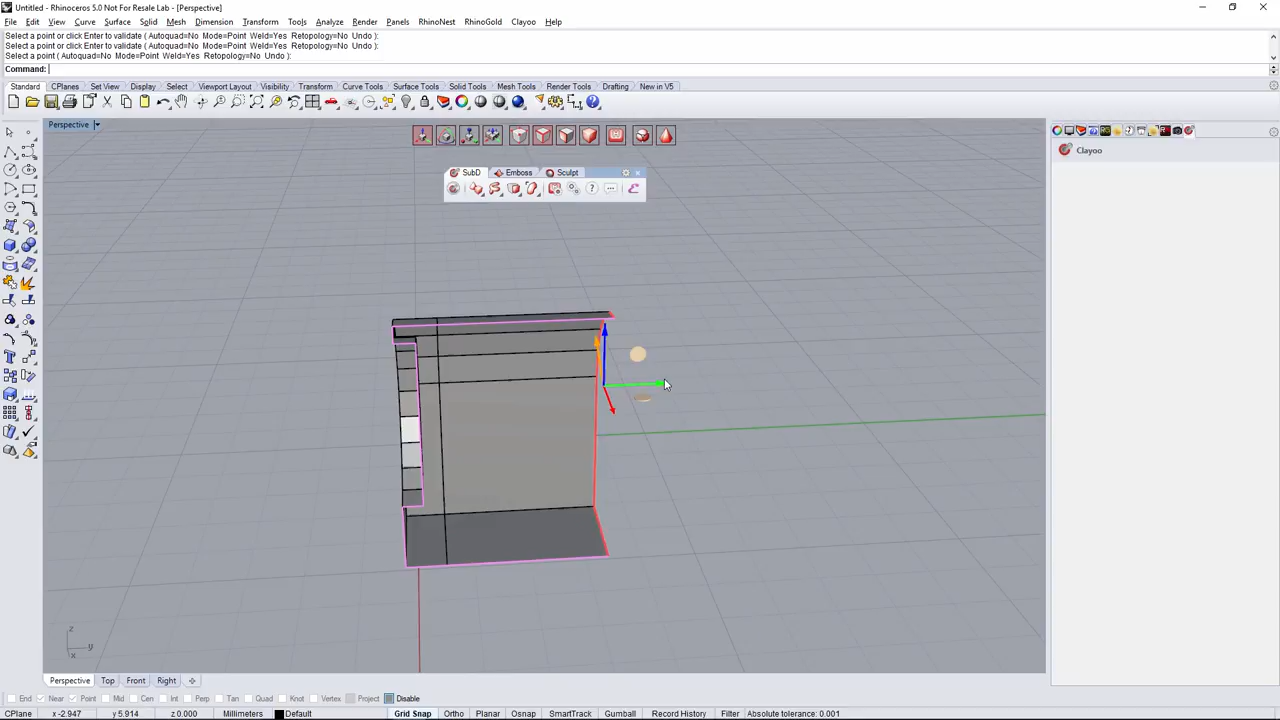 Untitled - Rhinoceros 5.0 Not For Resale Lab - [Perspective]
File Edit View Curve Surface Solid Mesh Dimension Transform Tools Analyze Render Panels RhinoNest RhinoGold Clayoo Help
Select a point or click Enter to validate ( Autoquad=No Mode=Point Weld=Yes Retopology=No Undo ):
Select a point or click Enter to validate ( Autoquad=No Mode=Point Weld=Yes Retopology=No Undo ):
Select a point ( Autoquad=No Mode=Point Weld=Yes Retopology=No Undo ):
Command:
Standard CPlanes Set View Display Select Viewport Layout Visibility Transform Curve Tools Surface Tools Solid Tools Mesh Tools Render Tools Drafting New in V5
Perspective
Clayoo
SubD Emboss Sculpt
z
y
x
Perspective Top Front Right
End Near Point Mid Cen Int Perp Tan Quad Knot Vertex Project Disable
CPlane x -2.947 y 5.914 z 0.000 Millimeters Default Grid Snap Ortho Planar Osnap SmartTrack Gumball Record History Filter Absolute tolerance: 0.001